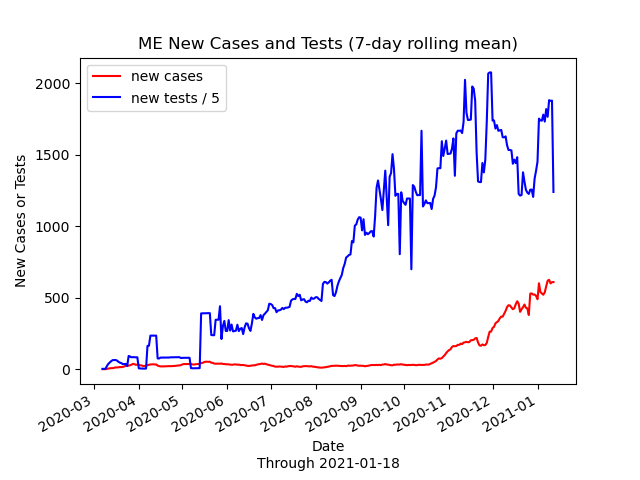 ME New Cases and Tests (7-day rolling mean)
new cases
new tests / 5
2000
1500
1000
500
0
New Cases or Tests
2020-03
2020-04
2020-05
2020-06
2020-07
2020-08
2020-09
2020-10
2020-11
2020-12
2021-01
Date
Through 2021-01-18